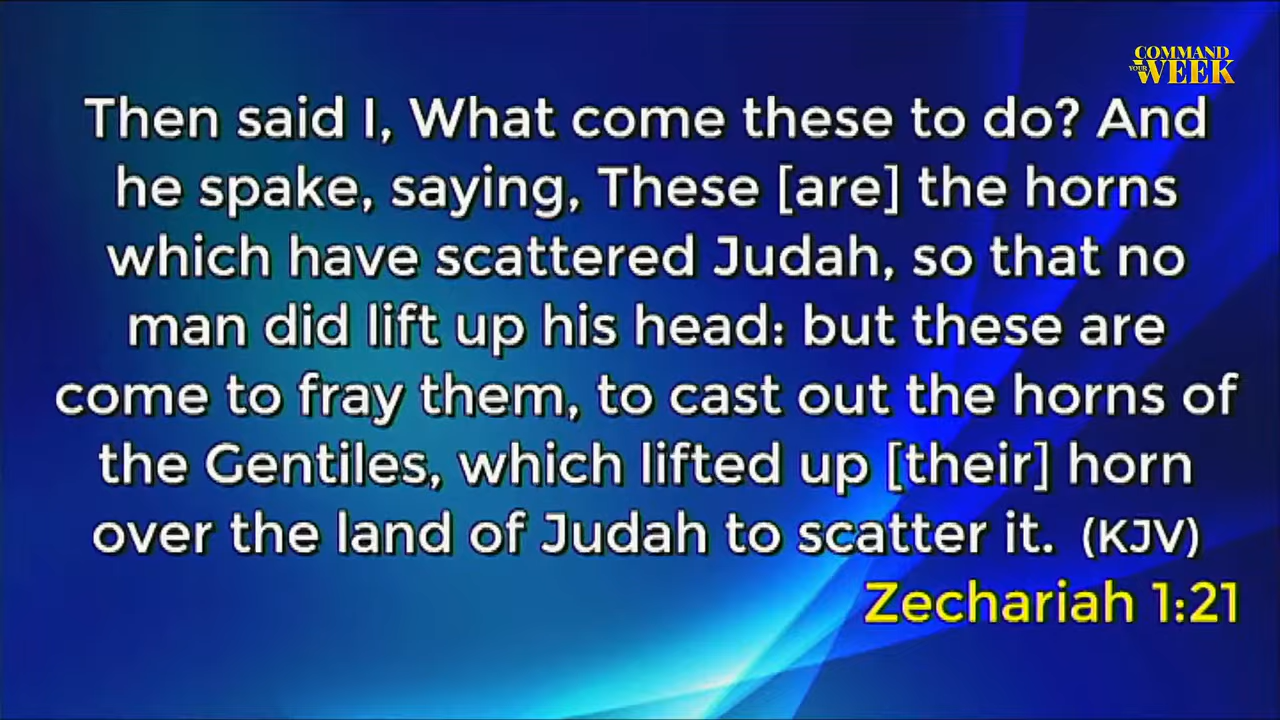 COMMAND
YOUR WEEK
Then said I, What come these to do? And
he spake, saying, These [are] the horns
which have scattered Judah, so that no
man did lift up his head: but these are
come to fray them, to cast out the horns of
the Gentiles, which lifted up [their] horn
over the land of Judah to scatter it. (KJV)
Zechariah 1:21